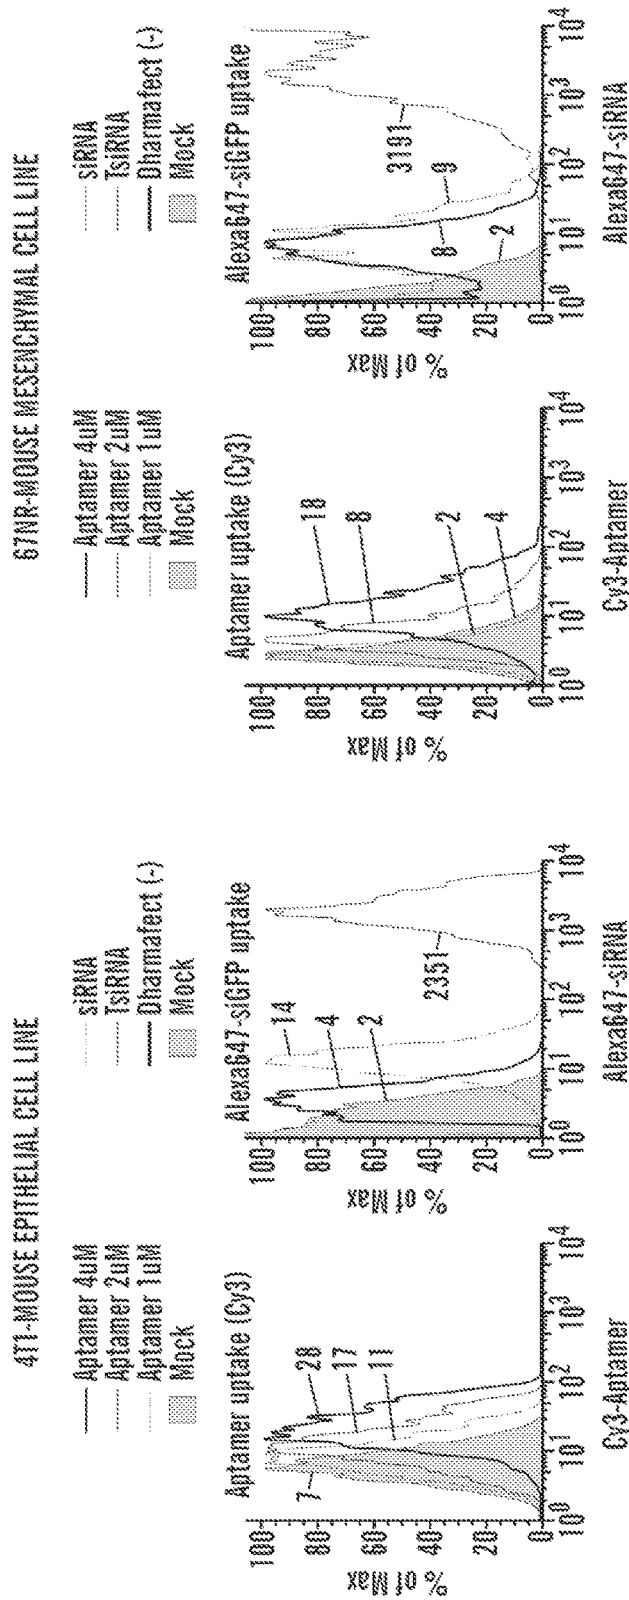 4T1-MOUSE EPITHELIAL CELL LINE
Aptamer 4uM
Aptamer 2uM
Aptamer 1uM
Mock
siRNA
TsiRNA
Dharmafect (-)
Mock
Aptamer uptake (Cy3)
% of Max
100
80
60
40
20
0
7
28
17
11
10⁰ 10¹ 10² 10³ 10⁴
Cy3-Aptamer
Alexa647-siGFP uptake
% of Max
100
80
60
40
20
0
14
4
2
2351
10⁰ 10¹ 10² 10³ 10⁴
Alexa647-siRNA
67NR-MOUSE MESENCHYMAL CELL LINE
Aptamer 4uM
Aptamer 2uM
Aptamer 1uM
Mock
siRNA
TsiRNA
Dharmafect (-)
Mock
Aptamer uptake (Cy3)
% of Max
100
80
60
40
20
0
18
8
2
4
10⁰ 10¹ 10² 10³ 10⁴
Cy3-Aptamer
Alexa647-siGFP uptake
% of Max
100
80
60
40
20
0
3191
8
9
2
10⁰ 10¹ 10² 10³ 10⁴
Alexa647-siRNA